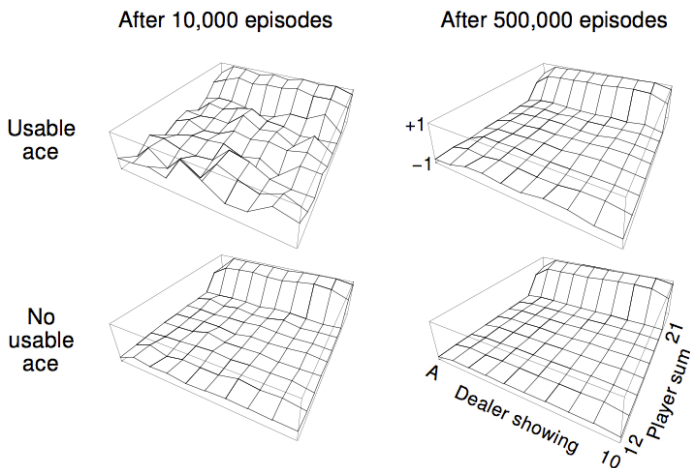 After 10,000 episodes
After 500,000 episodes
Usable
ace
+1
−1
No
usable
ace
A
Dealer showing
10
12
Player sum
21